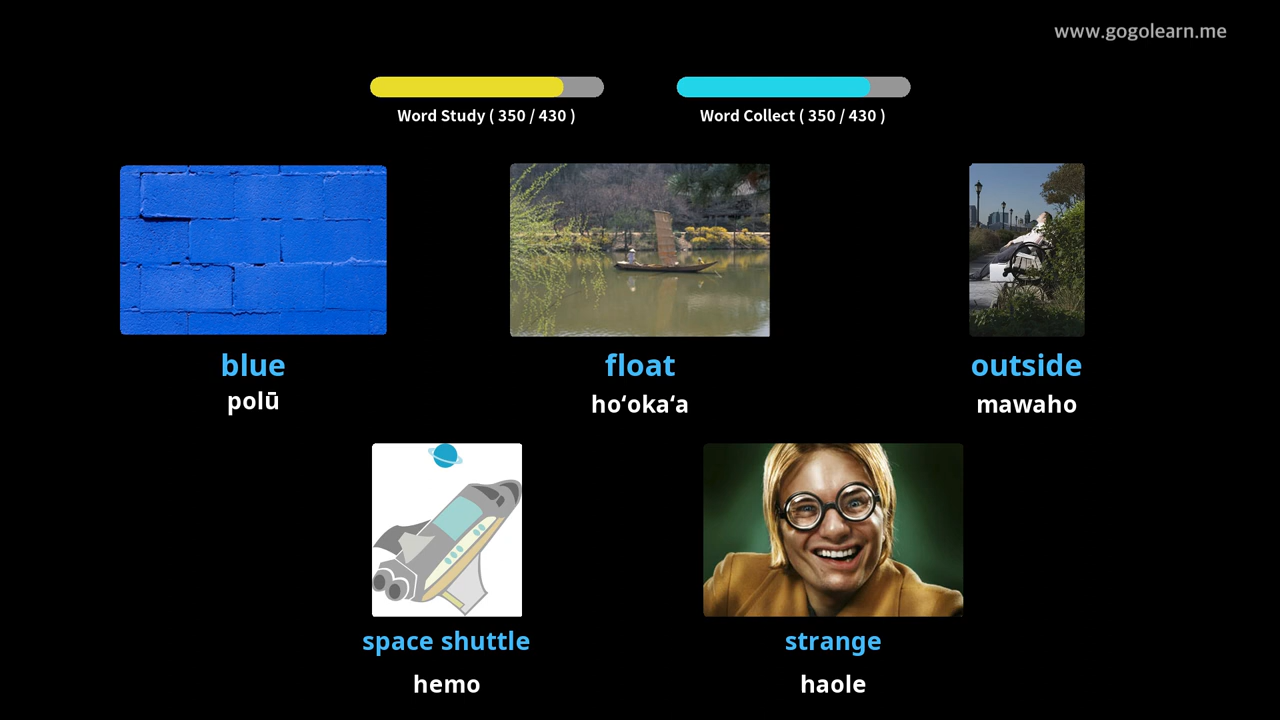 www.gogolearn.me
Word Study ( 350 / 430 )
Word Collect ( 350 / 430 )
blue
polū
float
hoʻokaʻa
outside
mawaho
space shuttle
hemo
strange
haole